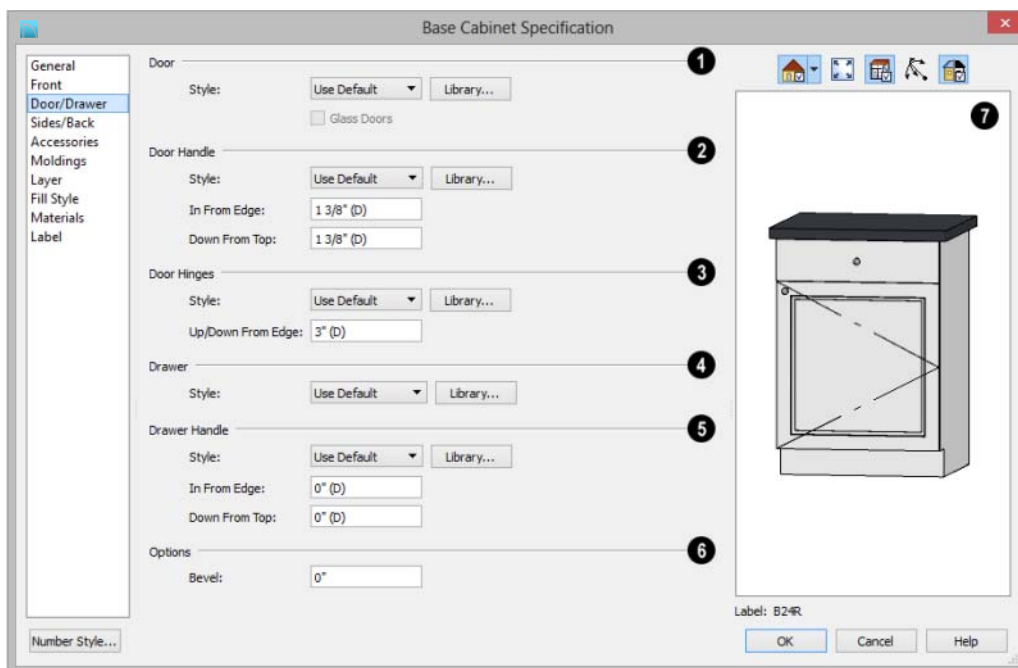 Base Cabinet Specification
General
Front
Door/Drawer
Sides/Back
Accessories
Moldings
Layer
Fill Style
Materials
Label
Number Style...
Door
1
Style:
Use Default
Library...
Glass Doors
Door Handle
2
Style:
Use Default
Library...
In From Edge:
1 3/8" (D)
Down From Top:
1 3/8" (D)
Door Hinges
3
Style:
Use Default
Library...
Up/Down From Edge:
3" (D)
Drawer
4
Style:
Use Default
Library...
Drawer Handle
5
Style:
Use Default
Library...
In From Edge:
0" (D)
Down From Top:
0" (D)
Options
6
Bevel:
0"
7
Label: B24R
OK
Cancel
Help